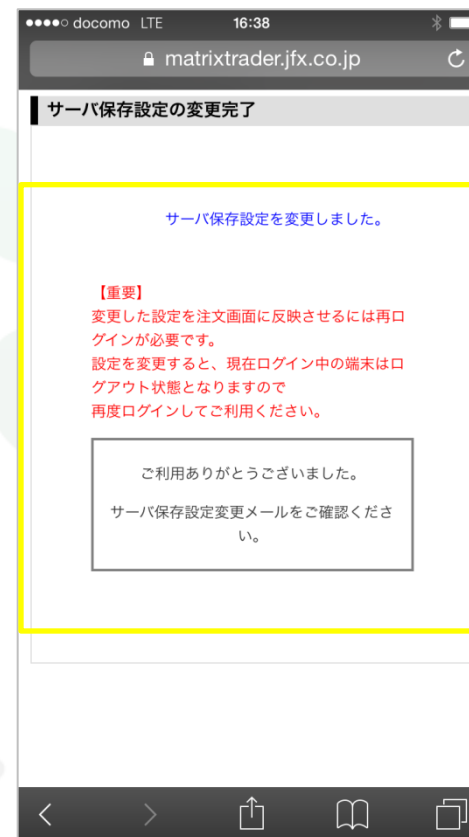 docomo LTE 16:38
matrixtrader.jfx.co.jp
サーバ保存設定の変更完了
サーバ保存設定を変更しました。
【重要】
変更した設定を注文画面に反映させるには再ロ
グインが必要です。
設定を変更すると、現在ログイン中の端末はロ
グアウト状態となりますので
再度ログインしてご利用ください。
ご利用ありがとうございました。
サーバ保存設定変更メールをご確認くださ
い。